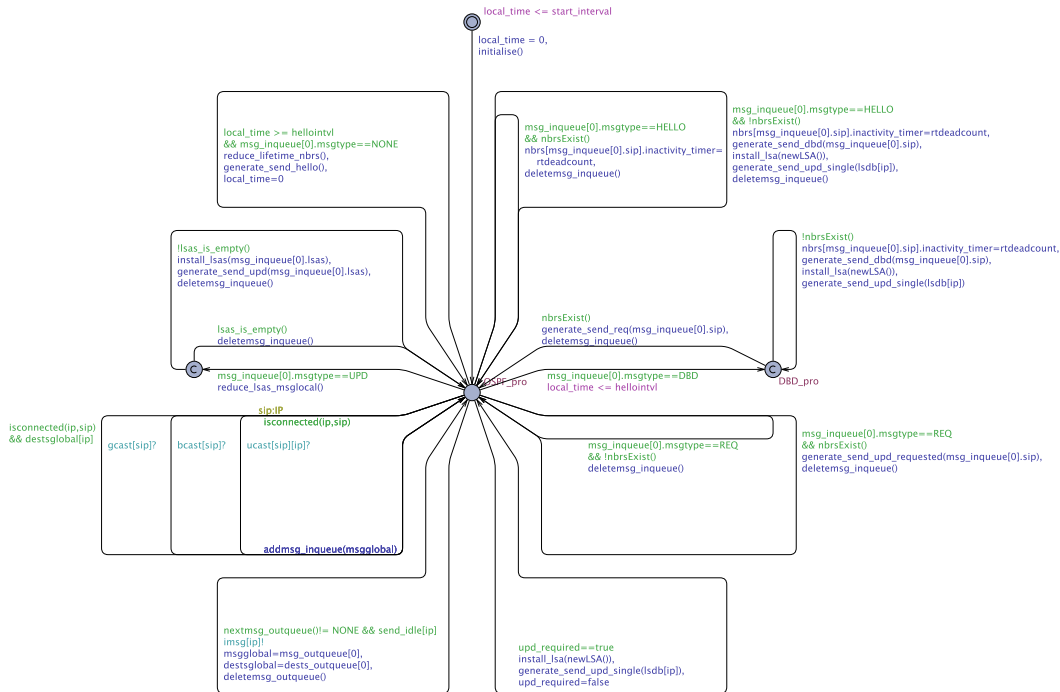 local_time <= start_interval
local_time = 0,
initialise()
local_time >= hellointvl
&& msg_inqueue[0].msgtype==NONE
reduce_lifetime_nbrs(),
generate_send_hello(),
local_time=0
msg_inqueue[0].msgtype==HELLO
&& nbrsExist()
nbrs[msg_inqueue[0].sip].inactivity_timer=
rtdeadcount,
deletemsg_inqueue()
msg_inqueue[0].msgtype==HELLO
&& !nbrsExist()
nbrs[msg_inqueue[0].sip].inactivity_timer=rtdeadcount,
generate_send_dbd(msg_inqueue[0].sip),
install_lsa(newLSA()),
generate_send_upd_single(lsdb[ip]),
deletemsg_inqueue()
!lsas_is_empty()
install_lsas(msg_inqueue[0].lsas),
generate_send_upd(msg_inqueue[0].lsas),
deletemsg_inqueue()
!nbrsExist()
nbrs[msg_inqueue[0].sip].inactivity_timer=rtdeadcount,
generate_send_dbd(msg_inqueue[0].sip),
install_lsa(newLSA()),
generate_send_upd_single(lsdb[ip])
lsas_is_empty()
deletemsg_inqueue()
nbrsExist()
generate_send_req(msg_inqueue[0].sip),
deletemsg_inqueue()
C
msg_inqueue[0].msgtype==UPD
reduce_lsas_msglocal()
OSPF_pro
msg_inqueue[0].msgtype==DBD
local_time <= hellointvl
C
DBD_pro
sip:IP
isconnected(ip,sip)
isconnected(ip,sip)
&& destsglobal[ip]
gcast[sip]?
bcast[sip]?
ucast[sip][ip]?
addmsg_inqueue(msgglobal)
msg_inqueue[0].msgtype==REQ
&& !nbrsExist()
deletemsg_inqueue()
msg_inqueue[0].msgtype==REQ
&& nbrsExist()
generate_send_upd_requested(msg_inqueue[0].sip),
deletemsg_inqueue()
nextmsg_outqueue()!= NONE && send_idle[ip]
imsg[ip]!
msgglobal=msg_outqueue[0],
destsglobal=dests_outqueue[0],
deletemsg_outqueue()
upd_required==true
install_lsa(newLSA()),
generate_send_upd_single(lsdb[ip]),
upd_required=false